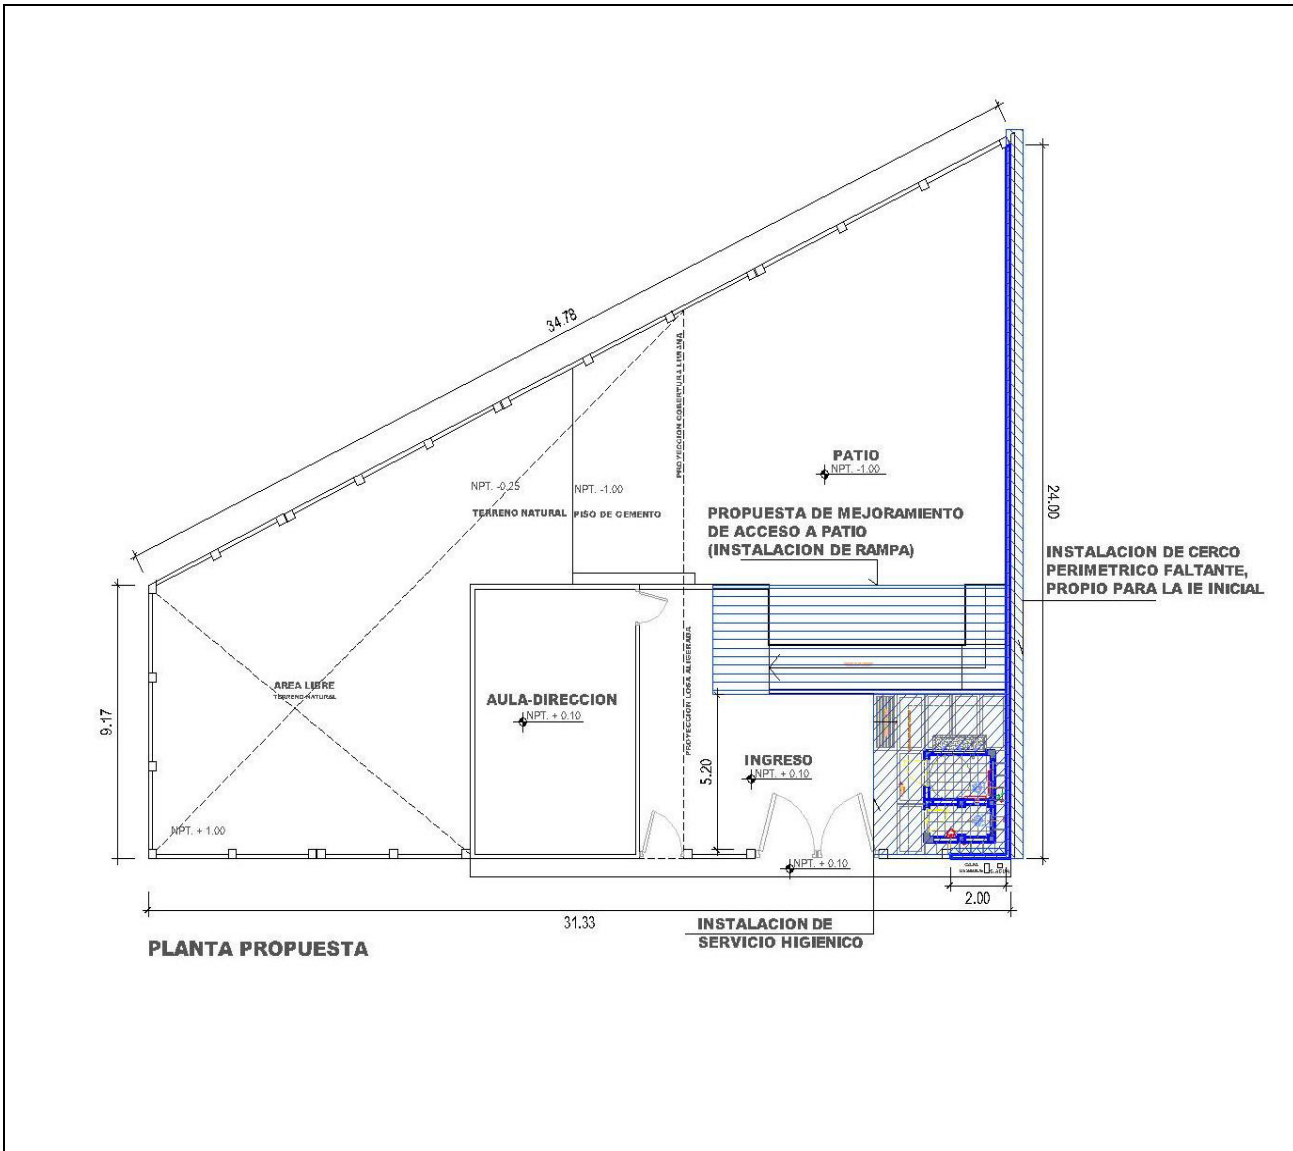 34.78
PROYECCION COBERTURA LIVIANA
PATIO
NPT. -1.00
NPT. -0.25
NPT. -1.00
TERRENO NATURAL
PISO DE CEMENTO
PROPUESTA DE MEJORAMIENTO
DE ACCESO A PATIO
(INSTALACION DE RAMPA)
24.00
INSTALACION DE CERCO
PERIMETRICO FALTANTE,
PROPIO PARA LA IE INICIAL
9.17
AREA LIBRE
TERRENO NATURAL
AULA-DIRECCION
NPT. + 0.10
PROYECCION LOSA ALIGERADA
5.20
INGRESO
NPT. + 0.10
NPT. + 1.00
NPT. + 0.10
2.00
31.33
INSTALACION DE
SERVICIO HIGIENICO
PLANTA PROPUESTA